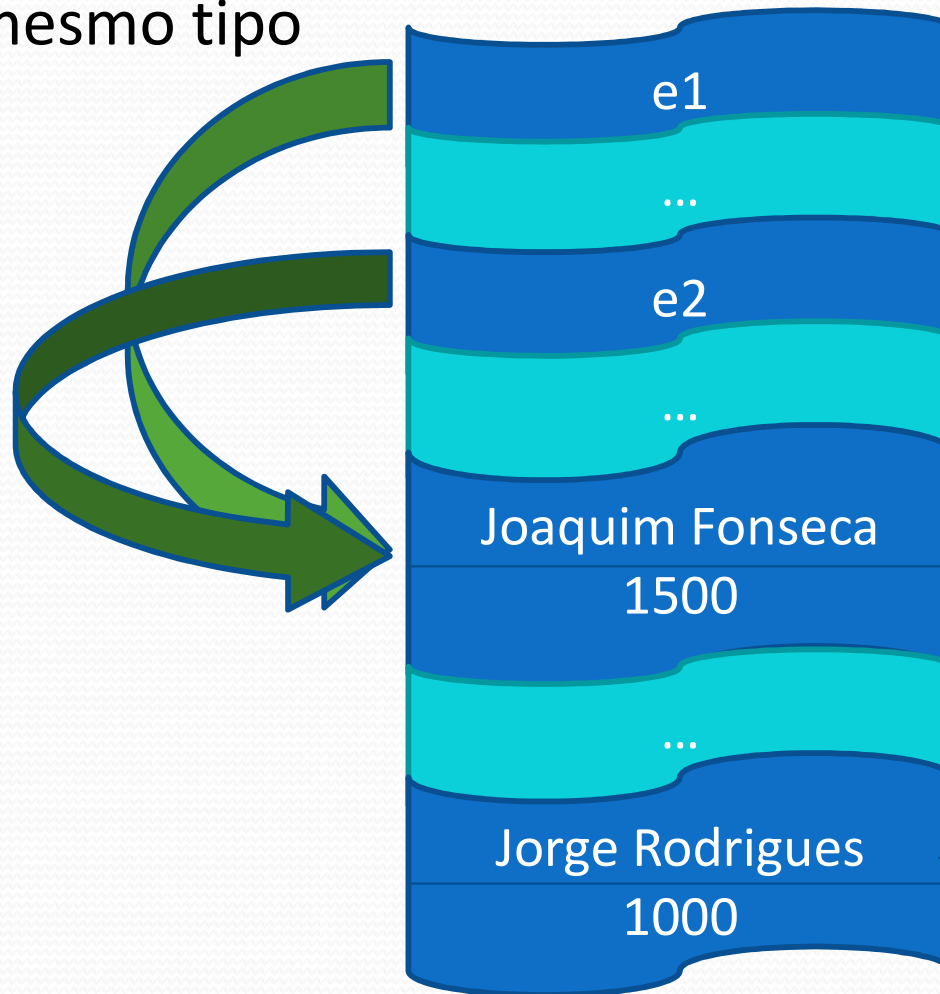 mesmo tipo
e1
...
e2
...
Joaquim Fonseca
1500
...
Jorge Rodrigues
1000